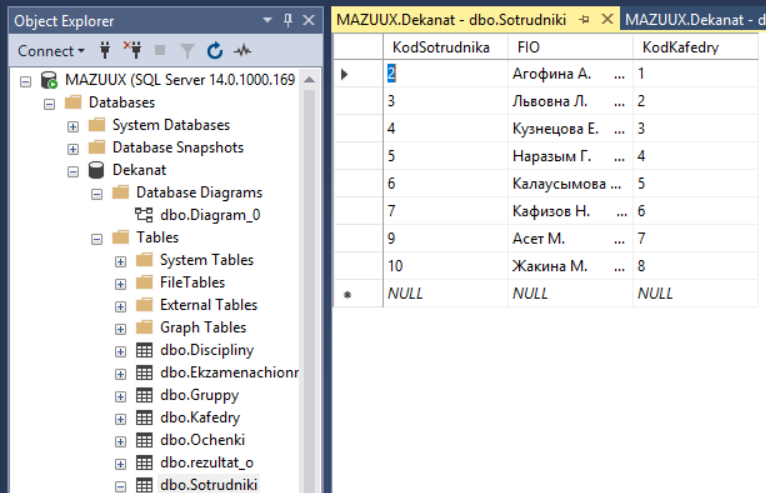 Object Explorer
Connect
MAZUUX (SQL Server 14.0.1000.169
Databases
System Databases
Database Snapshots
Dekanat
Database Diagrams
dbo.Diagram_0
Tables
System Tables
FileTables
External Tables
Graph Tables
dbo.Discipliny
dbo.Ekzamenachionn
dbo.Gruppy
dbo.Kafedry
dbo.Ochenki
dbo.rezultat_o
dbo.Sotrudniki
MAZUUX.Dekanat - dbo.Sotrudniki
MAZUUX.Dekanat - d
KodSotrudnika FIO KodKafedry
2 Агофина А. ... 1
3 Львовна Л. ... 2
4 Кузнецова Е. ... 3
5 Наразым Г. ... 4
6 Калаусымова ... 5
7 Кафизов Н. ... 6
9 Асет М. ... 7
10 Жакина М. ... 8
NULL NULL NULL